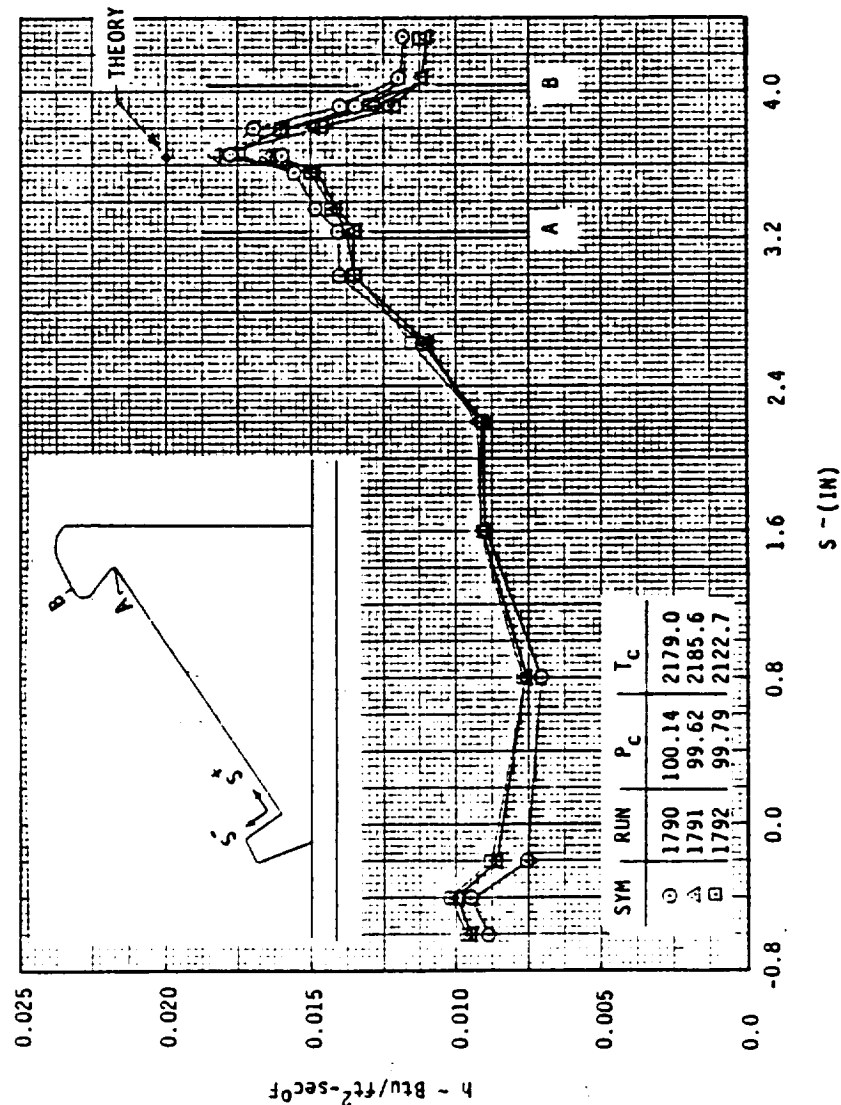 h ~ Btu/ft²-sec°F
0.025
0.020
0.015
0.010
0.005
0.0
THEORY
B
A
S-
S x
A
B
SYM RUN P_C T_C
⊙ 1790 100.14 2179.0
△ 1791 99.62 2185.6
⊡ 1792 99.79 2122.7
-0.8 0.0 0.8 1.6 2.4 3.2 4.0
S ~ (IN)